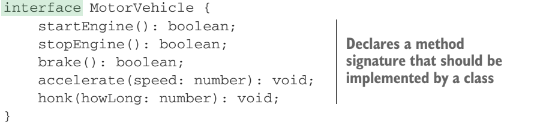 interface MotorVehicle {
startEngine(): boolean;
stopEngine(): boolean;
brake(): boolean;
accelerate(speed: number): void;
honk(howLong: number): void;
}
Declares a method
signature that should be
implemented by a class